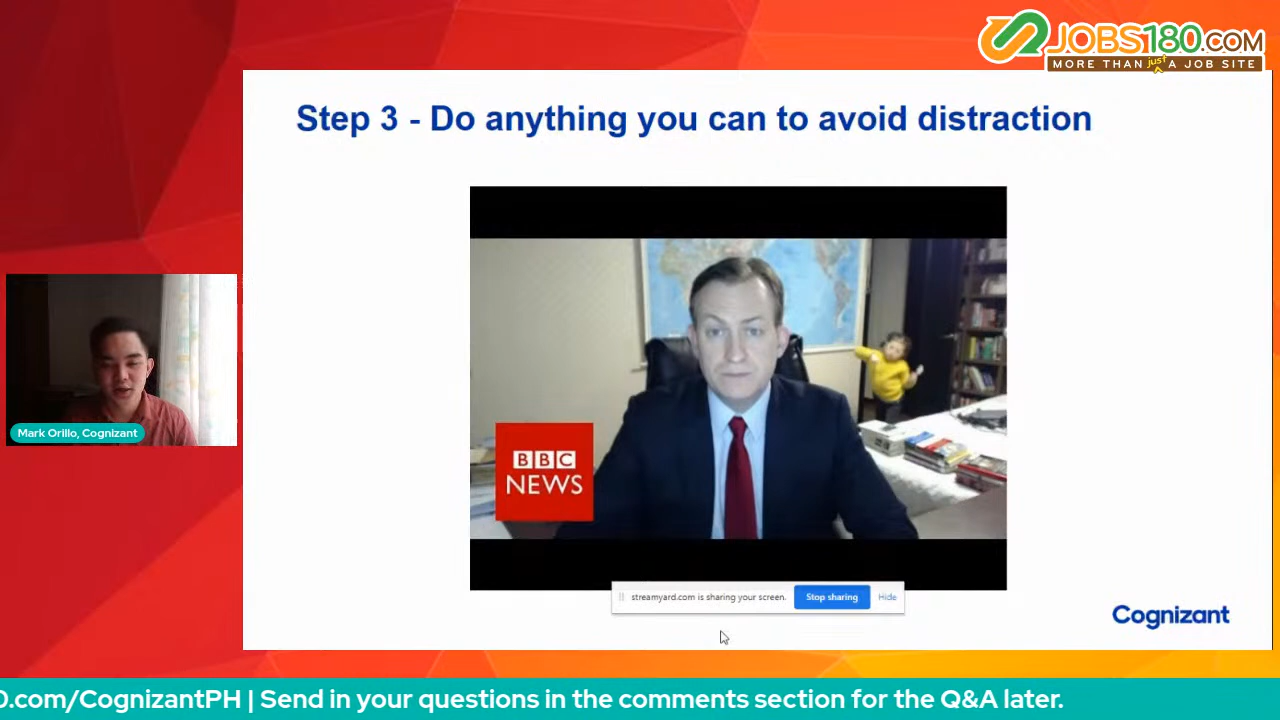 JOBS180.COM
MORE THAN just A JOB SITE
Step 3 - Do anything you can to avoid distraction
BBC
NEWS
Mark Orillo, Cognizant
streamyard.com is sharing your screen.
Stop sharing
Hide
Cognizant
0.com/CognizantPH | Send in your questions in the comments section for the Q&A later.